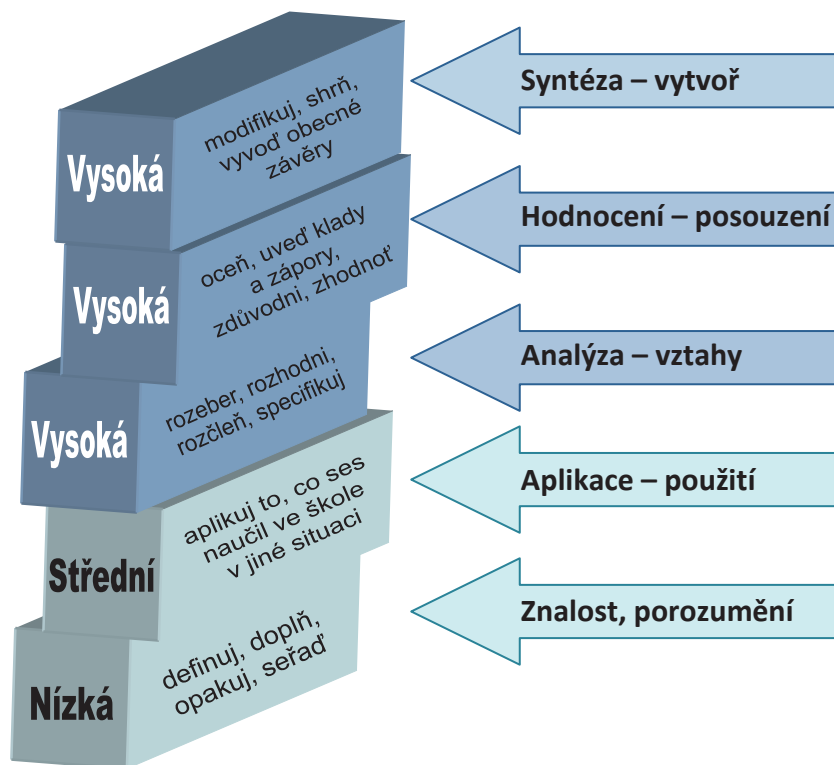 Vysoká
modifikuj, shrň,
vyvoď obecné
závěry
Syntéza – vytvoř
Vysoká
oceň, uveď klady
a zápory,
zdůvodni, zhodnoť
Hodnocení – posouzení
Vysoká
rozeber, rozhodni,
rozčleň, specifikuj
Analýza – vztahy
Střední
aplikuj to, co ses
naučil ve škole
v jiné situaci
Aplikace – použití
Nízká
definuj, doplň,
opakuj, seřaď
Znalost, porozumění